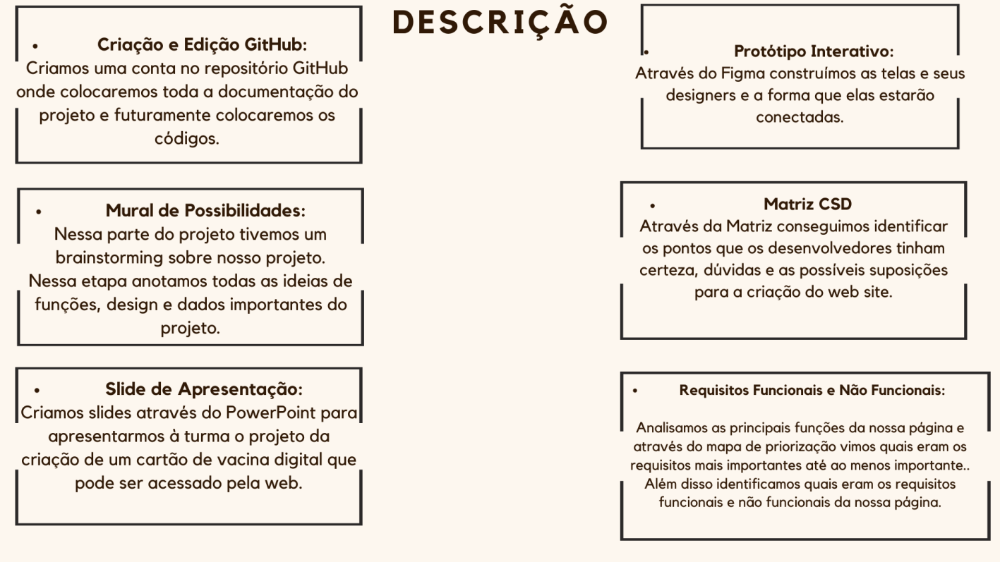 DESCRIÇÃO
• Criação e Edição GitHub:
Criamos uma conta no repositório GitHub
onde colocaremos toda a documentação do
projeto e futuramente colocaremos os
códigos.
• Mural de Possibilidades:
Nessa parte do projeto tivemos um
brainstorming sobre nosso projeto.
Nessa etapa anotamos todas as ideias de
funções, design e dados importantes do
projeto.
• Slide de Apresentação:
Criamos slides através do PowerPoint para
apresentarmos à turma o projeto da
criação de um cartão de vacina digital que
pode ser acessado pela web.
• Protótipo Interativo:
Através do Figma construímos as telas e seus
designers e a forma que elas estarão
conectadas.
• Matriz CSD
Através da Matriz conseguimos identificar
os pontos que os desenvolvedores tinham
certeza, dúvidas e as possíveis suposições
para a criação do web site.
• Requisitos Funcionais e Não Funcionais:
Analisamos as principais funções da nossa página e
através do mapa de priorização vimos quais eram os
requisitos mais importantes até ao menos importante..
Além disso identificamos quais eram os requisitos
funcionais e não funcionais da nossa página.